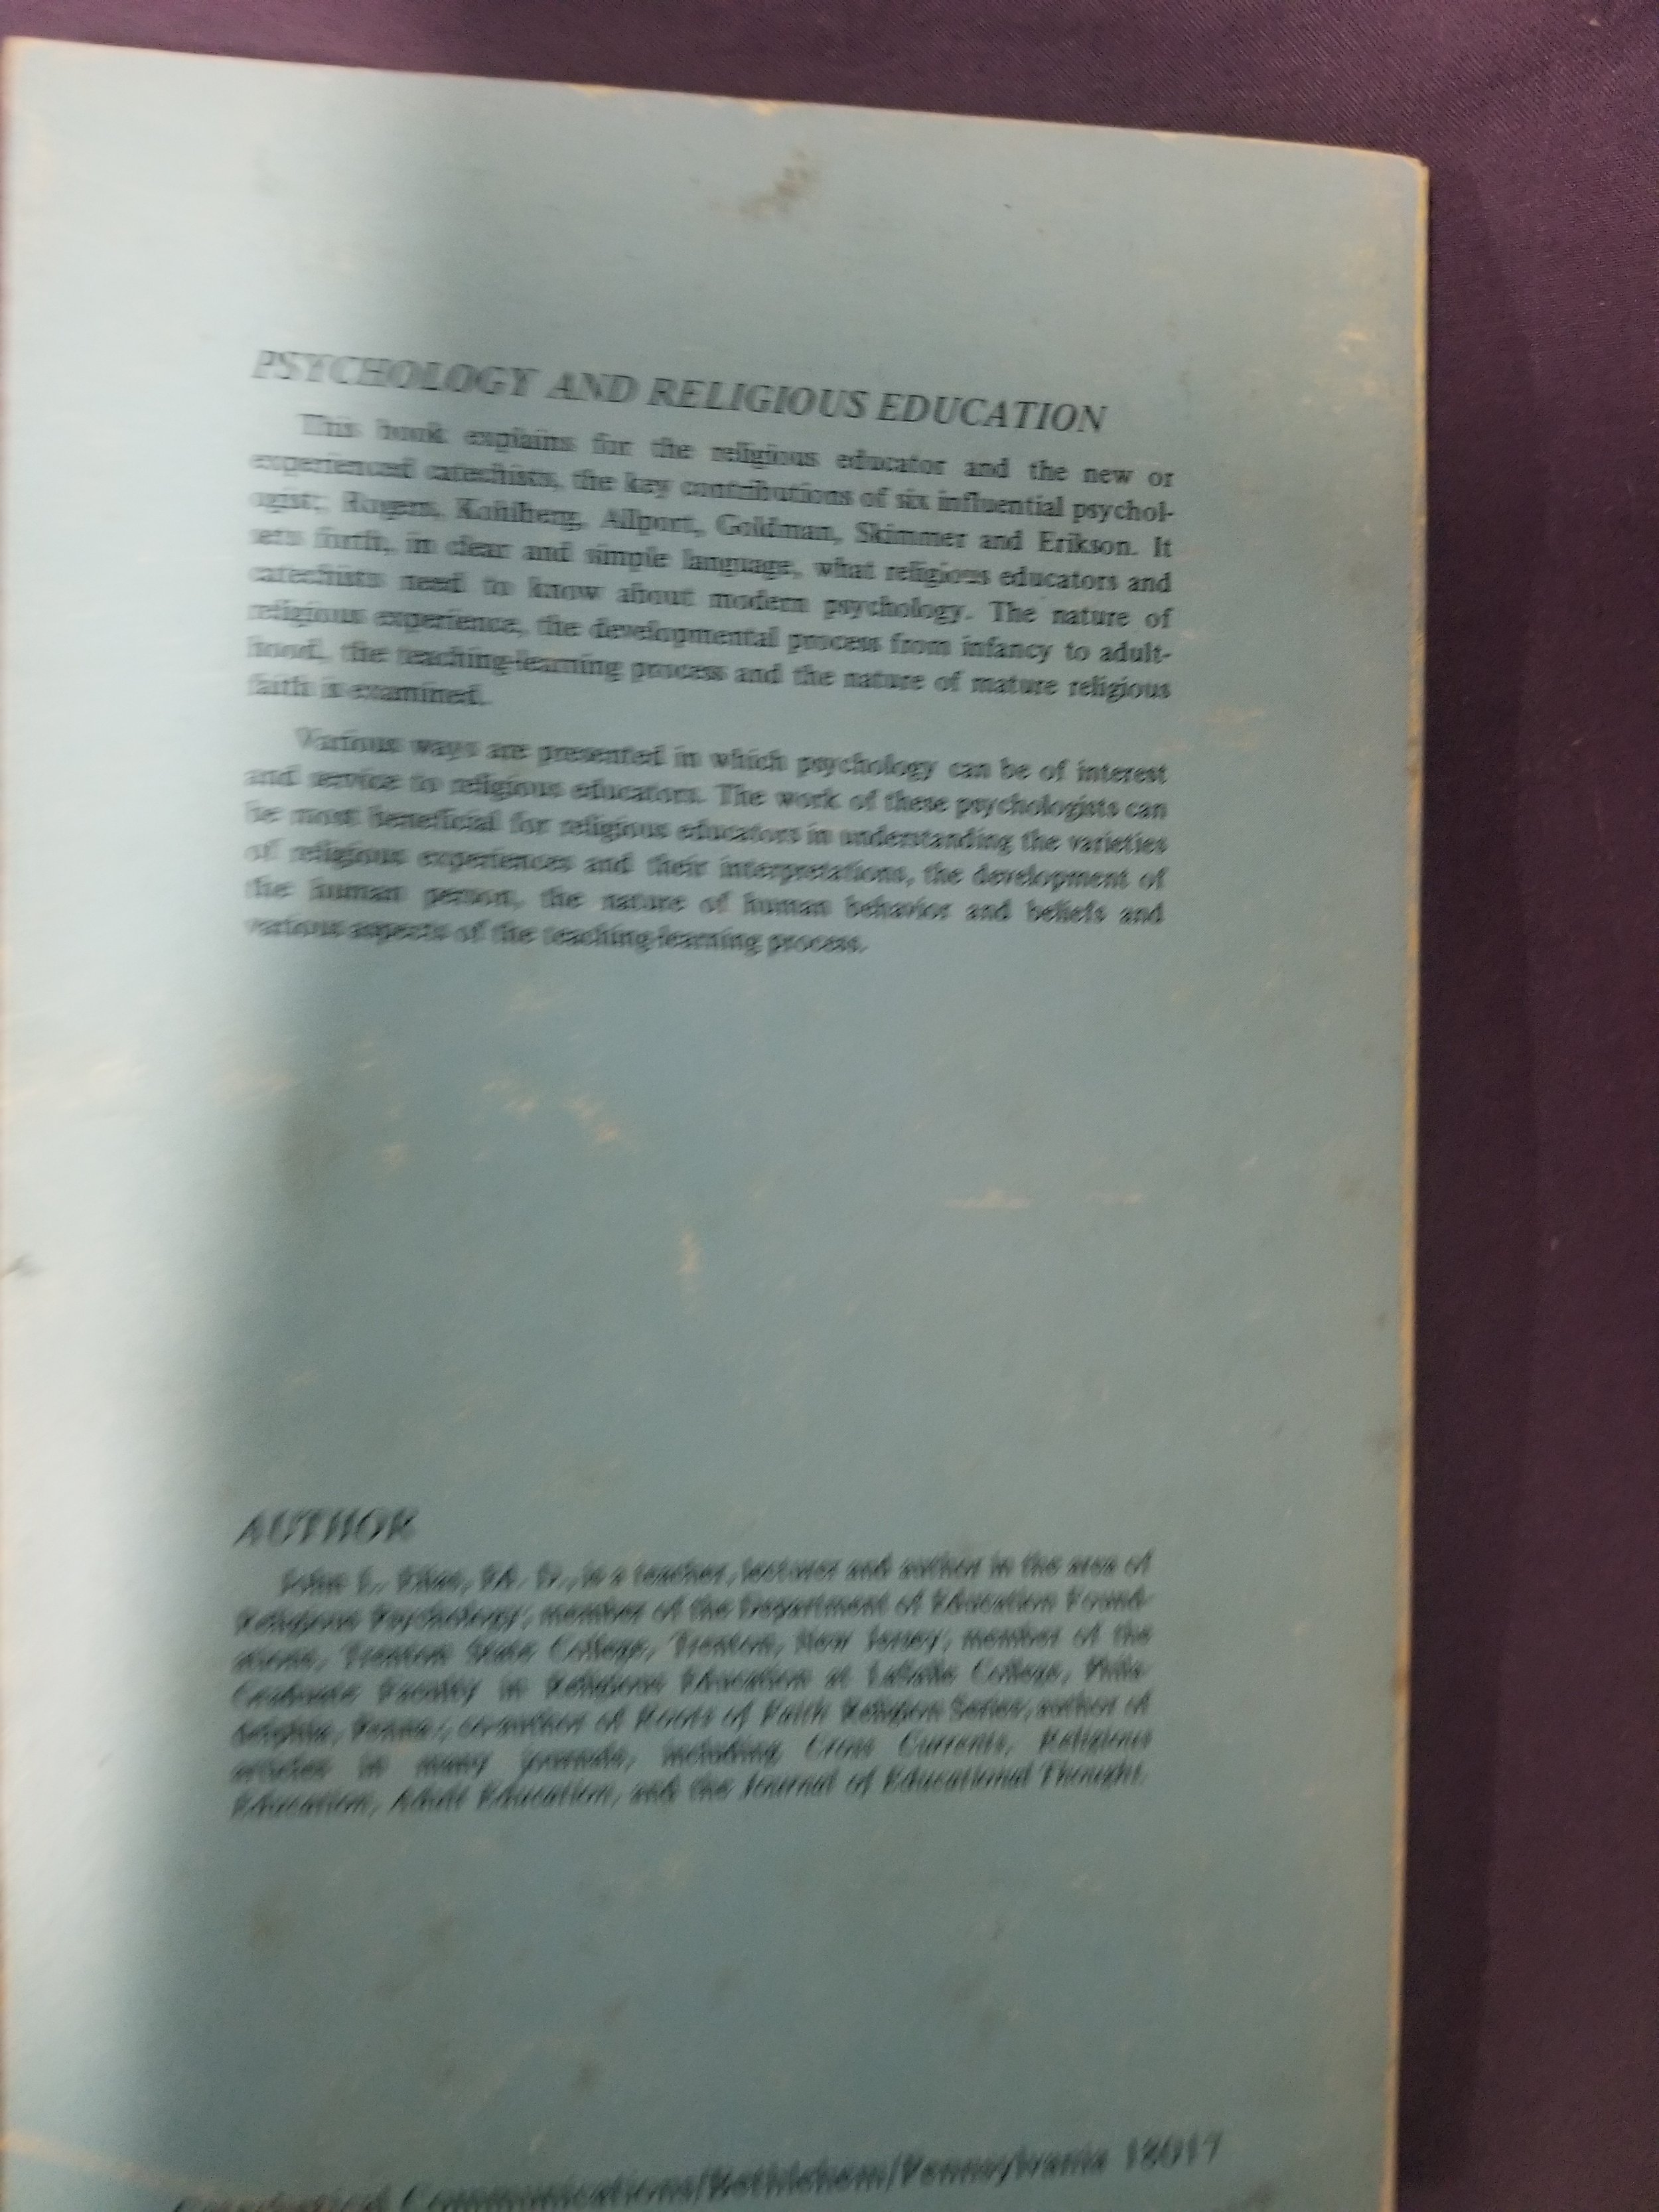 PSYCHOLOGY AND RELIGIOUS EDUCATION
This book explains for the religious educator and the new or
experienced catechists, the key contributions of six influential psychol-
ogist; Rogers, Kohlberg, Allport, Goldman, Skimmer and Erikson. It
sets forth, in clear and simple language, what religious educators and
catechists need to know about modern psychology. The nature of
religious experience, the developmental process from infancy to adult-
hood, the teaching-learning process and the nature of mature religious
faith is examined.
Various ways are presented in which psychology can be of interest
and service to religious educators. The work of these psychologists can
be most beneficial for religious educators in understanding the varieties
of religious experiences and their interpretations, the development of
the human person, the nature of human behavior and beliefs and
various aspects of the teaching-learning process.
AUTHOR
John L. Elias, Ed. D., is a teacher, lecturer and author in the area of
Religious Psychology, member of the Department of Education Found-
ations, Trenton State College, Trenton, New Jersey, member of the
Graduate Faculty in Religious Education at LaSalle College, Phila-
delphia, Penna., co-author of Roots of Faith Religion Series, author of
articles in many journals, including Cross Currents, Religious
Education, Adult Education, and the Journal of Educational Thought.
Communications/Bethlehem/Pennsylvania 18017